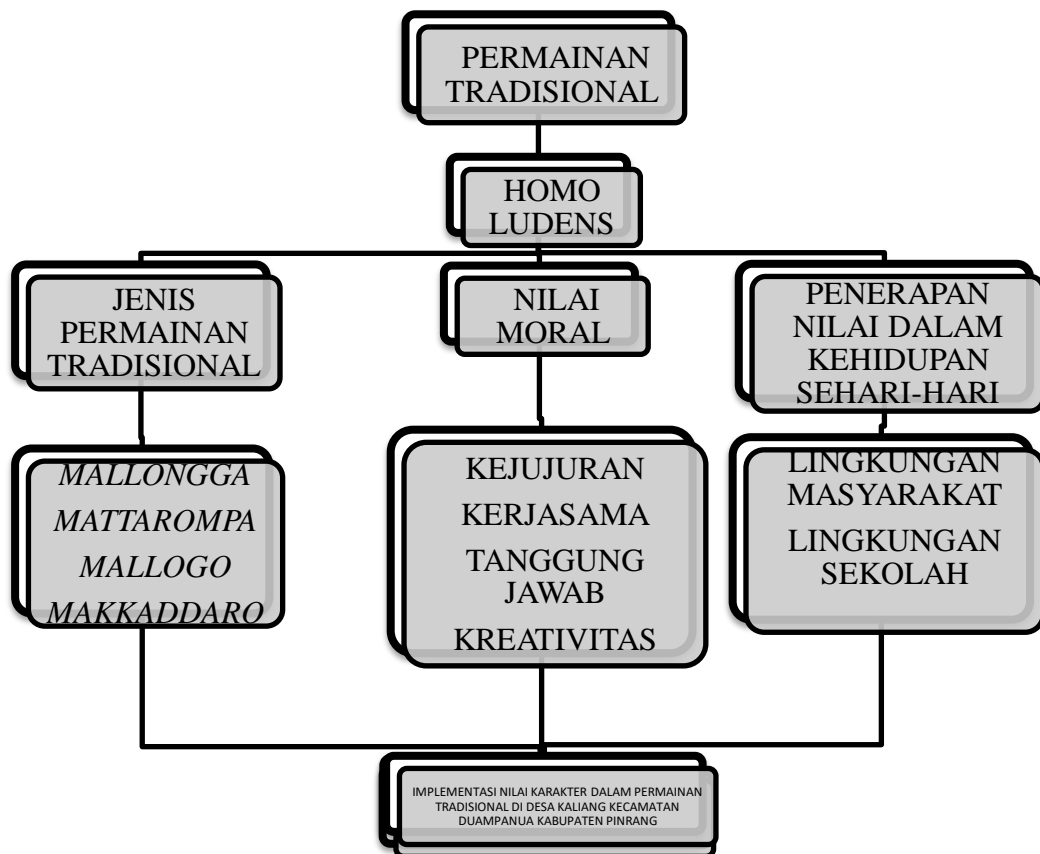 PERMAINAN
TRADISIONAL
HOMO
LUDENS
JENIS
PERMAINAN
TRADISIONAL
NILAI
MORAL
PENERAPAN
NILAI DALAM
KEHIDUPAN
SEHARI-HARI
MALLONGGA
MATTAROMPA
MALLOGO
MAKKADDARO
KEJUJURAN
KERJASAMA
TANGGUNG
JAWAB
KREATIVITAS
LINGKUNGAN
MASYARAKAT
LINGKUNGAN
SEKOLAH
IMPLEMENTASI NILAI KARAKTER DALAM PERMAINAN
TRADISIONAL DI DESA KALIANG KECAMATAN
DUAMPANUA KABUPATEN PINRANG